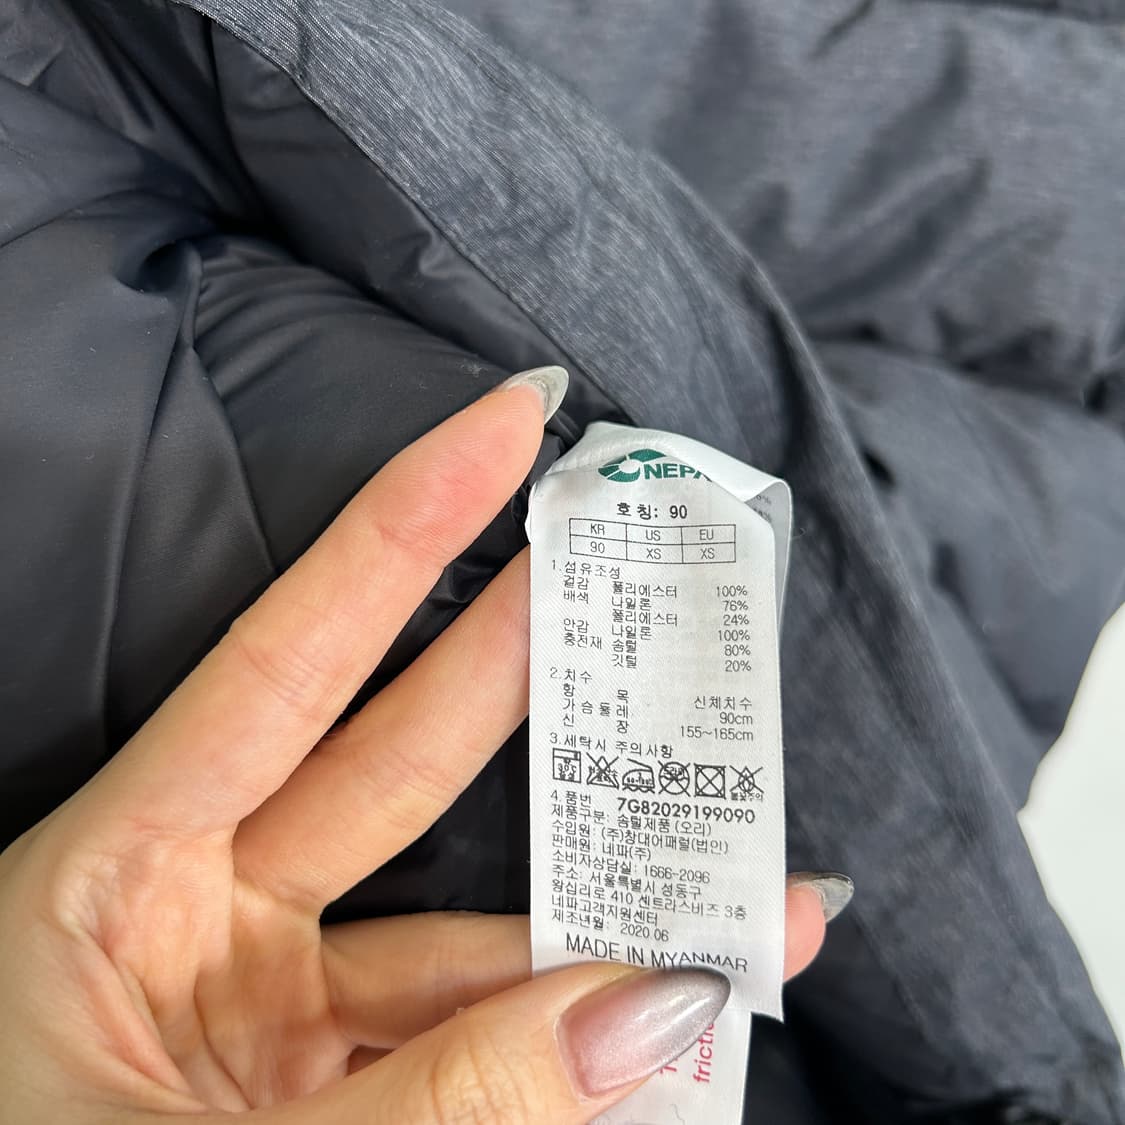 NEPA
호칭: 90
KR US EU
90 XS XS
1.섬유조성
겉감 폴리에스터 100%
배색 나일론 76%
폴리에스터 24%
안감 나일론 100%
충전재 솜털 80%
깃털 20%
2.치수
항 목 신체치수
가슴둘레 90cm
신 장 155~165cm
3.세탁시 주의사항
4.품번 7G82029199090
제품구분: 솜털제품 (오리)
수입원: (주)창대어패럴(법인)
판매원: 네파(주)
소비자상담실: 1666-2096
주소: 서울특별시 성동구
왕십리로 410 센트라스비즈 3층
네파고객지원센터
제조년월: 2020 06
MADE IN MYANMAR